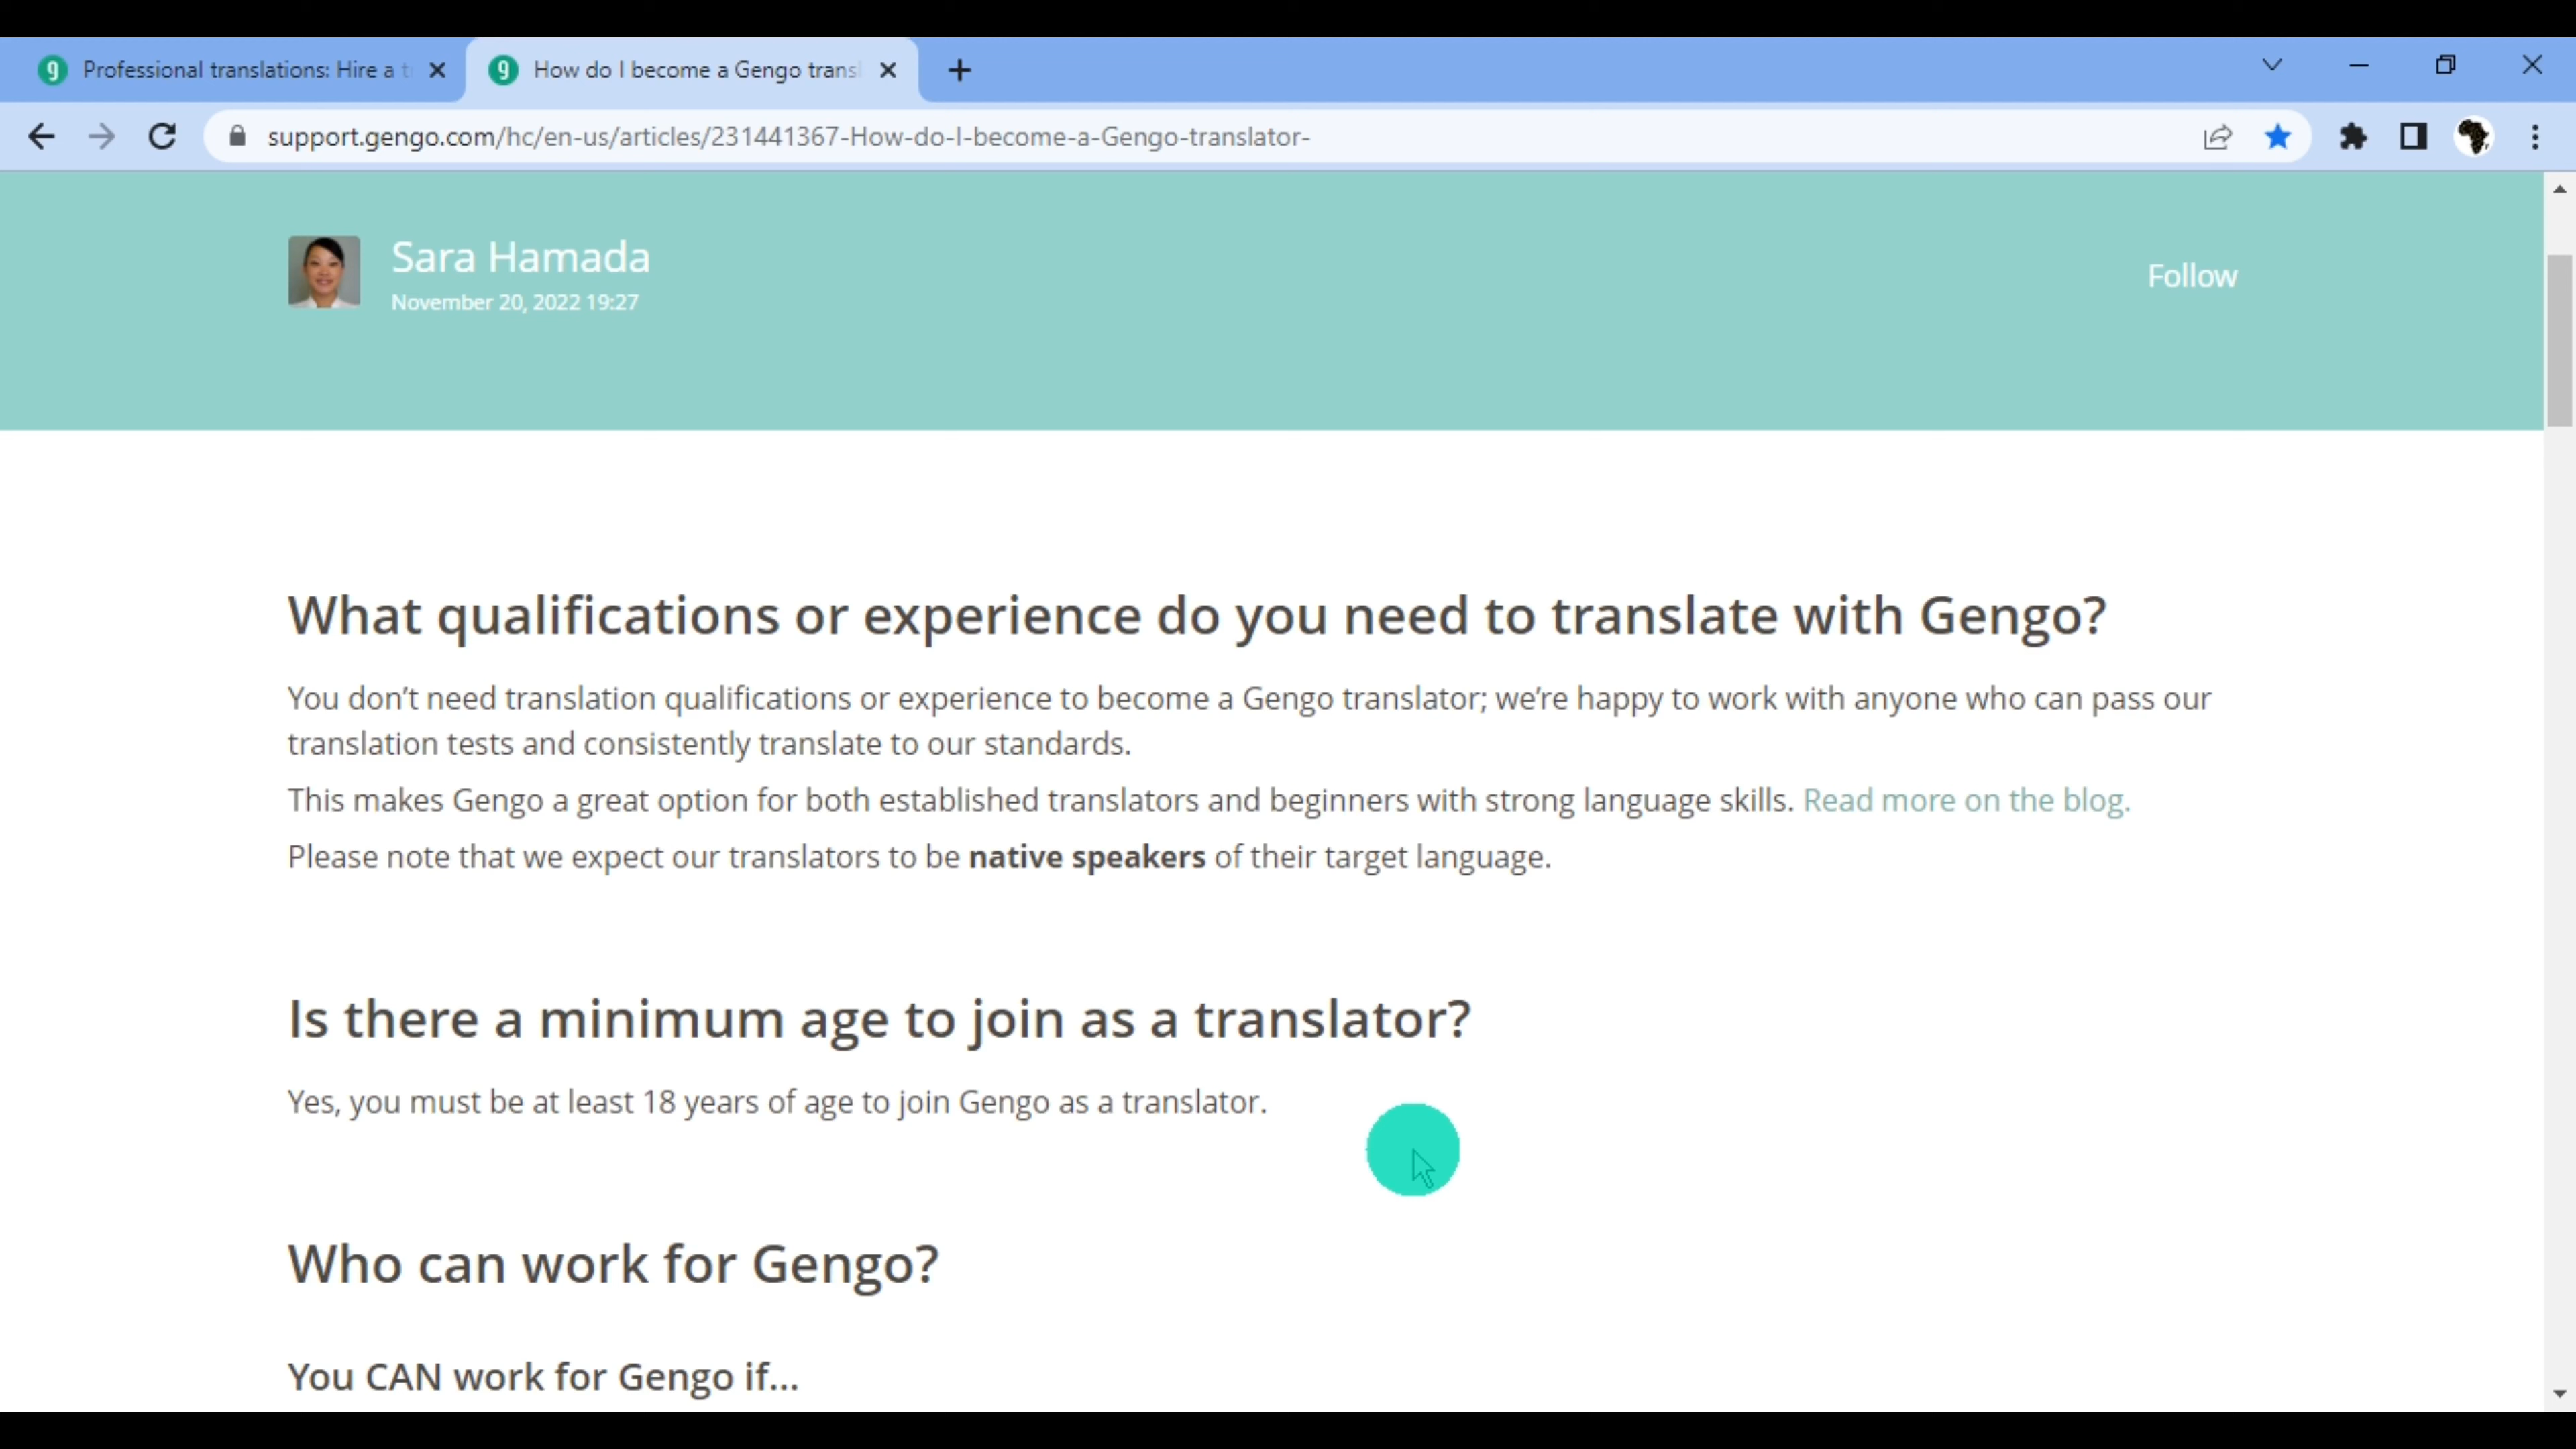 Professional translations: Hire a t
How do I become a Gengo trans
support.gengo.com/hc/en-us/articles/231441367-How-do-I-become-a-Gengo-translator-
Sara Hamada
November 20, 2022 19:27
Follow
What qualifications or experience do you need to translate with Gengo?
You don’t need translation qualifications or experience to become a Gengo translator; we’re happy to work with anyone who can pass our
translation tests and consistently translate to our standards.
This makes Gengo a great option for both established translators and beginners with strong language skills. Read more on the blog.
Please note that we expect our translators to be native speakers of their target language.
Is there a minimum age to join as a translator?
Yes, you must be at least 18 years of age to join Gengo as a translator.
Who can work for Gengo?
You CAN work for Gengo if...